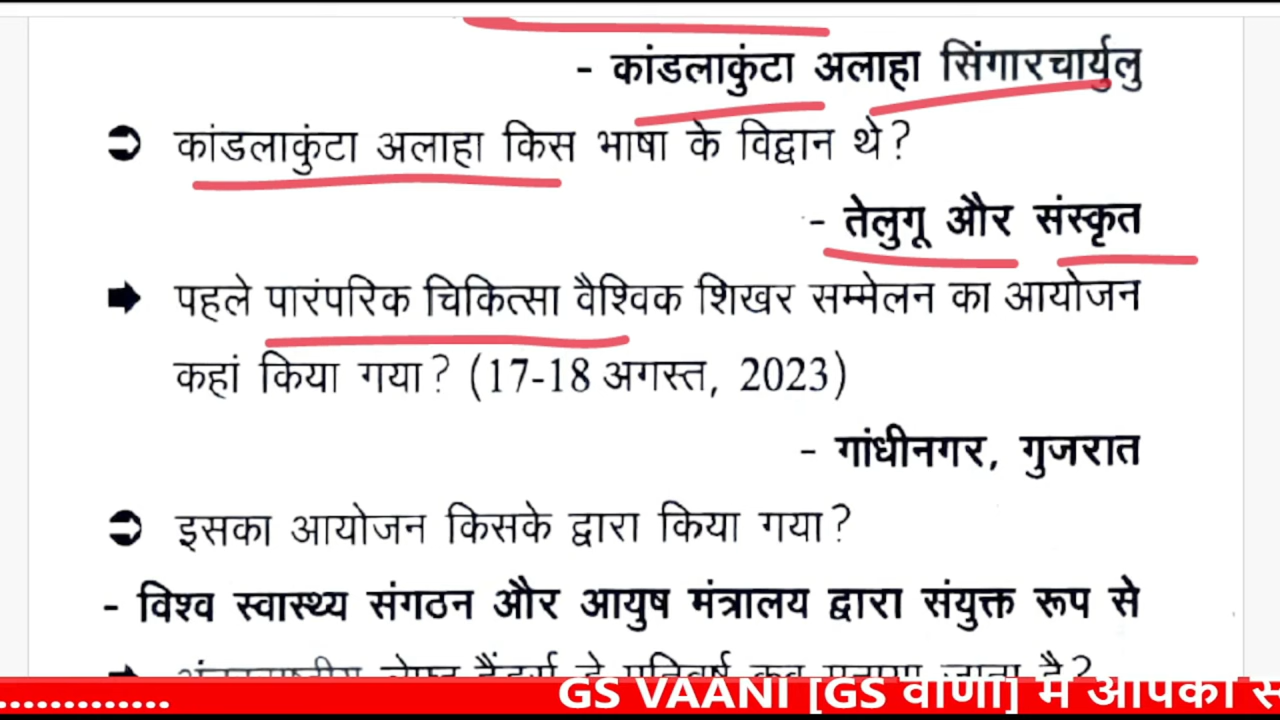 - कांडलाकुंटा अलाहा सिंगारचार्युलु
➲ कांडलाकुंटा अलाहा किस भाषा के विद्वान थे?
- तेलुगू और संस्कृत
➡ पहले पारंपरिक चिकित्सा वैश्विक शिखर सम्मेलन का आयोजन
कहां किया गया? (17-18 अगस्त, 2023)
- गांधीनगर, गुजरात
➲ इसका आयोजन किसके द्वारा किया गया?
- विश्व स्वास्थ्य संगठन और आयुष मंत्रालय द्वारा संयुक्त रूप से
.............. GS VAANI [GS वाणी] में आपका